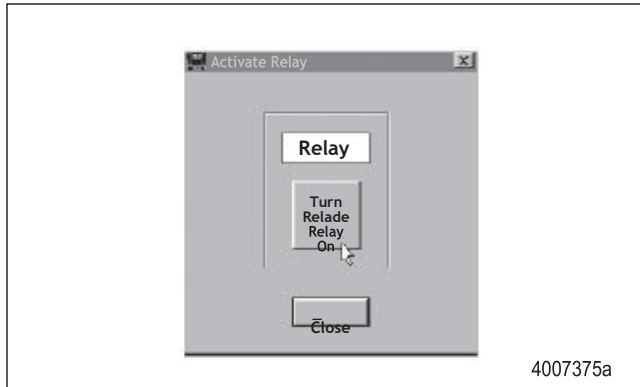 Activate Relay
Relay
Turn
Relade
Relay
On
Close
4007375a